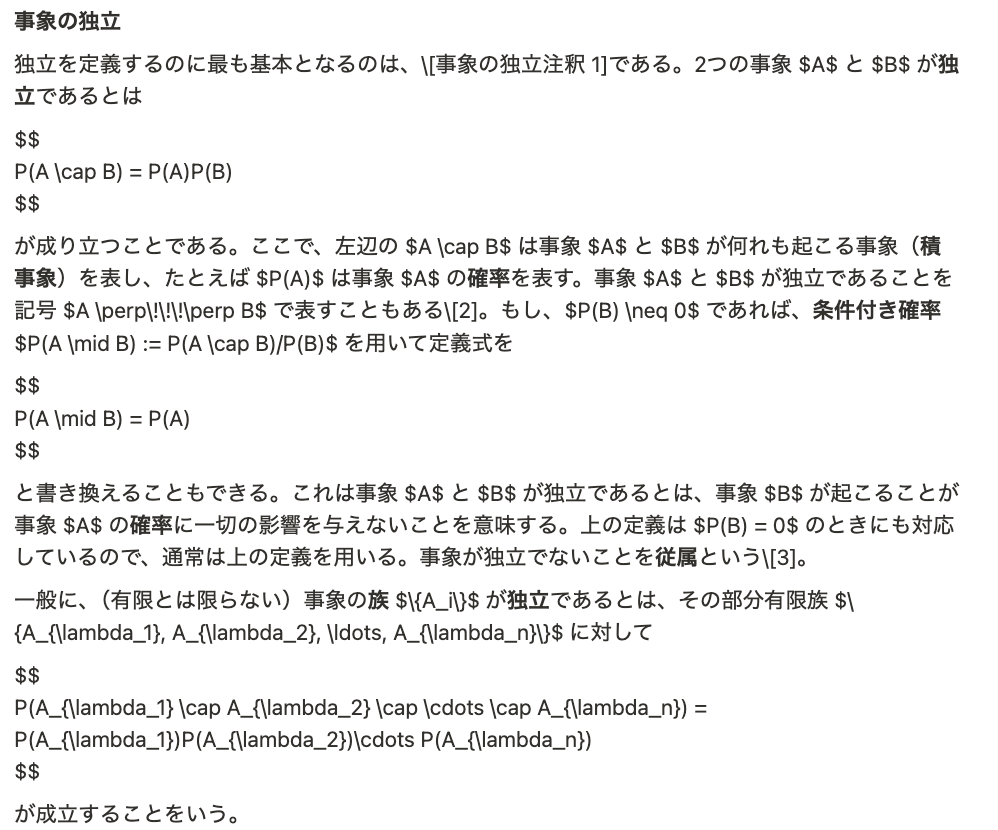 事象の独立
独立を定義するのに最も基本となるのは、\[事象の独立注釈 1]である。2つの事象 $A$ と $B$ が独
立であるとは
$$
P(A \cap B) = P(A)P(B)
$$
が成り立つことである。ここで、左辺の $A \cap B$ は事象 $A$ と $B$ が何れも起こる事象（積
事象）を表し、たとえば $P(A)$ は事象 $A$ の確率を表す。事象 $A$ と $B$ が独立であることを
記号 $A \perp\!\!\!\perp B$ で表すこともある\[2]。もし、$P(B) \neq 0$ であれば、条件付き確率
$P(A \mid B) := P(A \cap B)/P(B)$ を用いて定義式を
$$
P(A \mid B) = P(A)
$$
と書き換えることもできる。これは事象 $A$ と $B$ が独立であるとは、事象 $B$ が起こることが
事象 $A$ の確率に一切の影響を与えないことを意味する。上の定義は $P(B) = 0$ のときにも対応
しているので、通常は上の定義を用いる。事象が独立でないことを従属という\[3]。
一般に、（有限とは限らない）事象の族 $\{A_i\}$ が独立であるとは、その部分有限族 $\
{A_{\lambda_1}, A_{\lambda_2}, \ldots, A_{\lambda_n}\}$ に対して
$$
P(A_{\lambda_1} \cap A_{\lambda_2} \cap \cdots \cap A_{\lambda_n}) =
P(A_{\lambda_1})P(A_{\lambda_2})\cdots P(A_{\lambda_n})
$$
が成立することをいう。